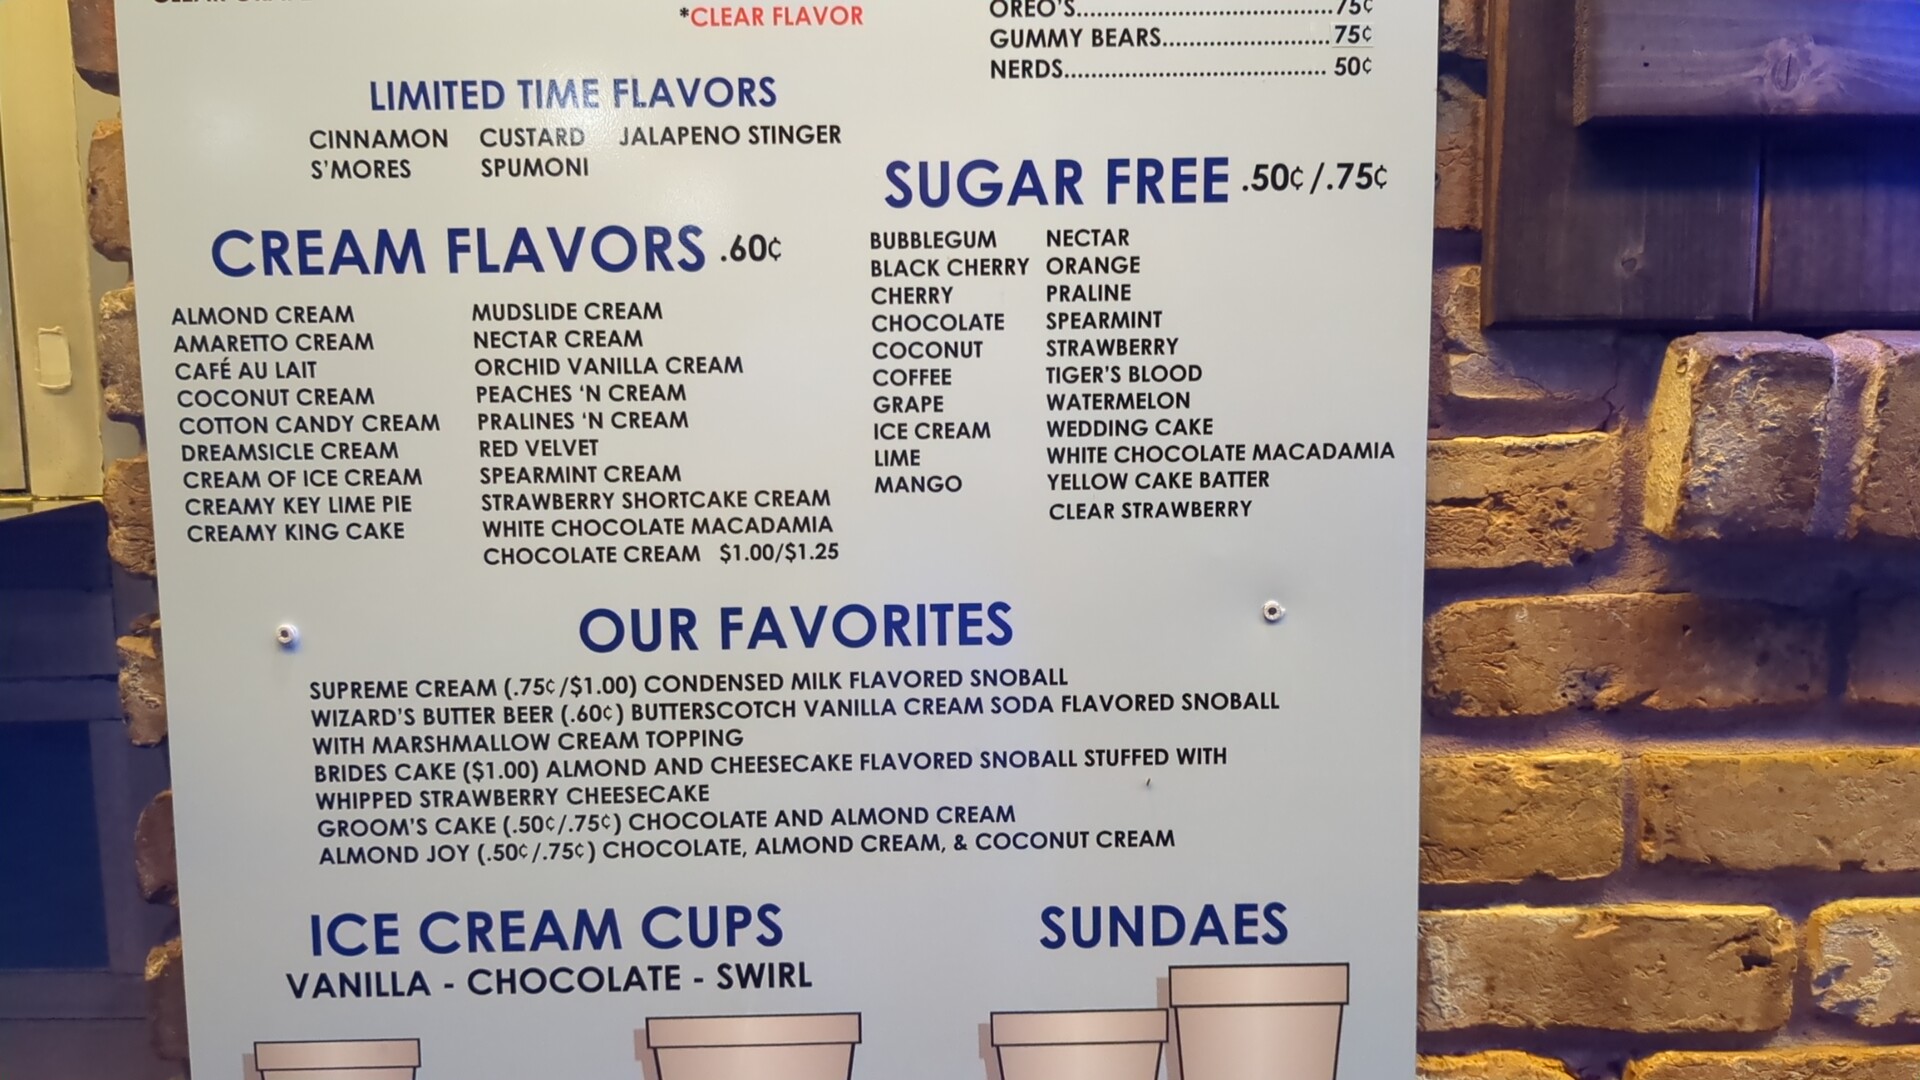 *CLEAR FLAVOR
OREO'S 75¢
GUMMY BEARS 75¢
NERDS 50¢
LIMITED TIME FLAVORS
CINNAMON CUSTARD JALAPENO STINGER
S'MORES SPUMONI
CREAM FLAVORS .60¢
ALMOND CREAM
AMARETTO CREAM
CAFÉ AU LAIT
COCONUT CREAM
COTTON CANDY CREAM
DREAMSICLE CREAM
CREAM OF ICE CREAM
CREAMY KEY LIME PIE
CREAMY KING CAKE
MUDSLIDE CREAM
NECTAR CREAM
ORCHID VANILLA CREAM
PEACHES 'N CREAM
PRALINES 'N CREAM
RED VELVET
SPEARMINT CREAM
STRAWBERRY SHORTCAKE CREAM
WHITE CHOCOLATE MACADAMIA
CHOCOLATE CREAM $1.00/$1.25
SUGAR FREE .50¢/.75¢
BUBBLEGUM
BLACK CHERRY
CHERRY
CHOCOLATE
COCONUT
COFFEE
GRAPE
ICE CREAM
LIME
MANGO
NECTAR
ORANGE
PRALINE
SPEARMINT
STRAWBERRY
TIGER'S BLOOD
WATERMELON
WEDDING CAKE
WHITE CHOCOLATE MACADAMIA
YELLOW CAKE BATTER
CLEAR STRAWBERRY
OUR FAVORITES
SUPREME CREAM (.75¢/$1.00) CONDENSED MILK FLAVORED SNOBALL
WIZARD'S BUTTER BEER (.60¢) BUTTERSCOTCH VANILLA CREAM SODA FLAVORED SNOBALL
WITH MARSHMALLOW CREAM TOPPING
BRIDES CAKE ($1.00) ALMOND AND CHEESECAKE FLAVORED SNOBALL STUFFED WITH
WHIPPED STRAWBERRY CHEESECAKE
GROOM'S CAKE (.50¢/.75¢) CHOCOLATE AND ALMOND CREAM
ALMOND JOY (.50¢/.75¢) CHOCOLATE, ALMOND CREAM, & COCONUT CREAM
ICE CREAM CUPS
VANILLA - CHOCOLATE - SWIRL
SUNDAES